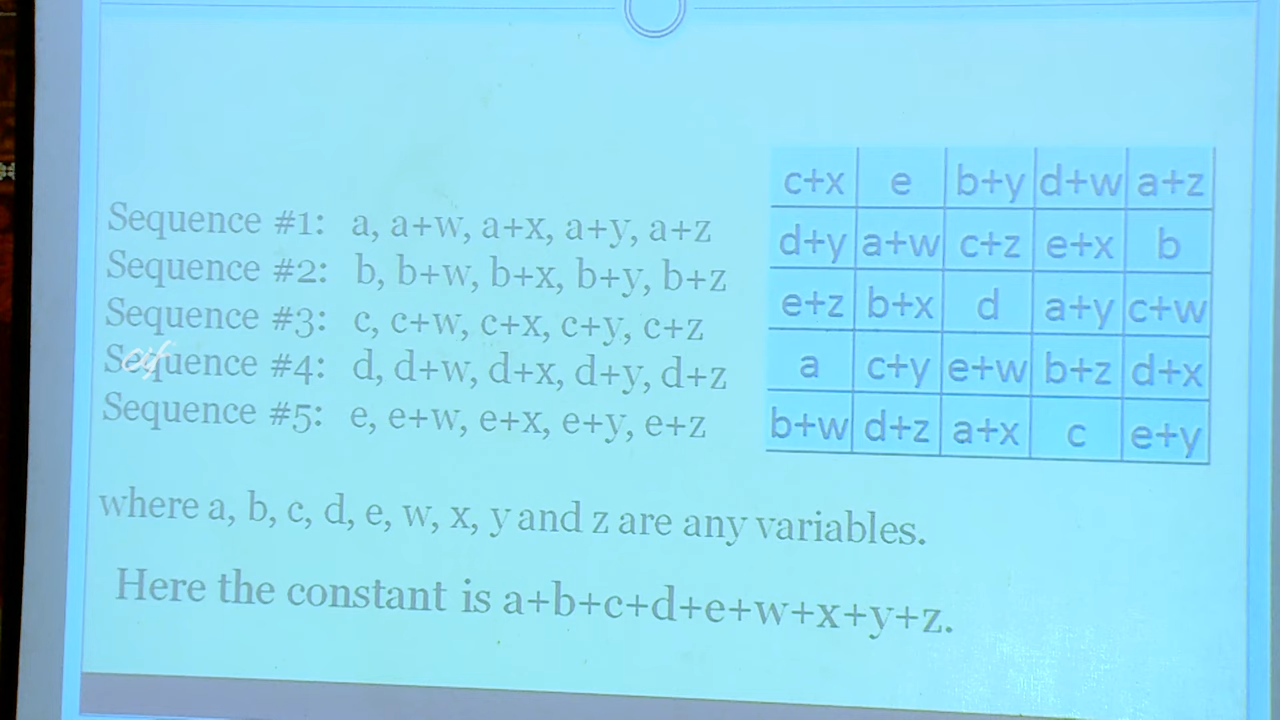 Sequence #1: a, a+w, a+x, a+y, a+z
Sequence #2: b, b+w, b+x, b+y, b+z
Sequence #3: c, c+w, c+x, c+y, c+z
Sequence #4: d, d+w, d+x, d+y, d+z
Sequence #5: e, e+w, e+x, e+y, e+z
c+x e b+y d+w a+z
d+y a+w c+z e+x b
e+z b+x d a+y c+w
a c+y e+w b+z d+x
b+w d+z a+x c e+y
where a, b, c, d, e, w, x, y and z are any variables.
Here the constant is a+b+c+d+e+w+x+y+z.